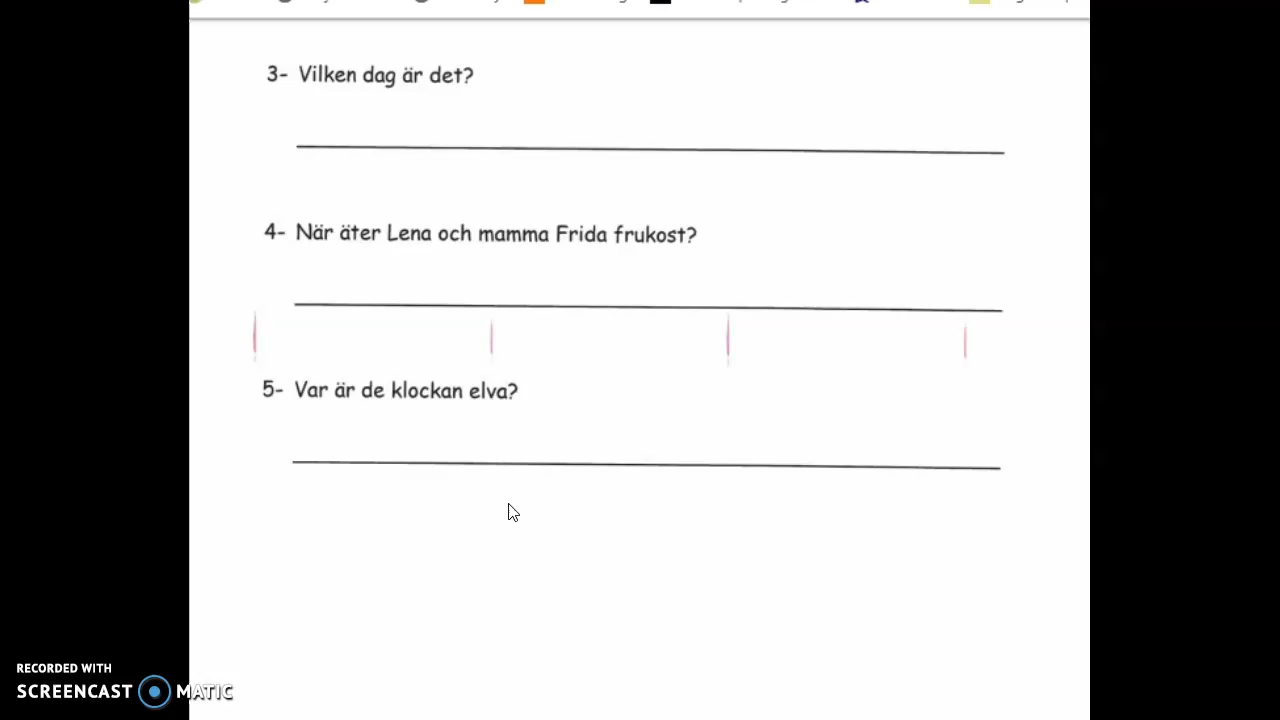 3- Vilken dag är det?
4- När äter Lena och mamma Frida frukost?
5- Var är de klockan elva?
RECORDED WITH
SCREENCAST MATIC